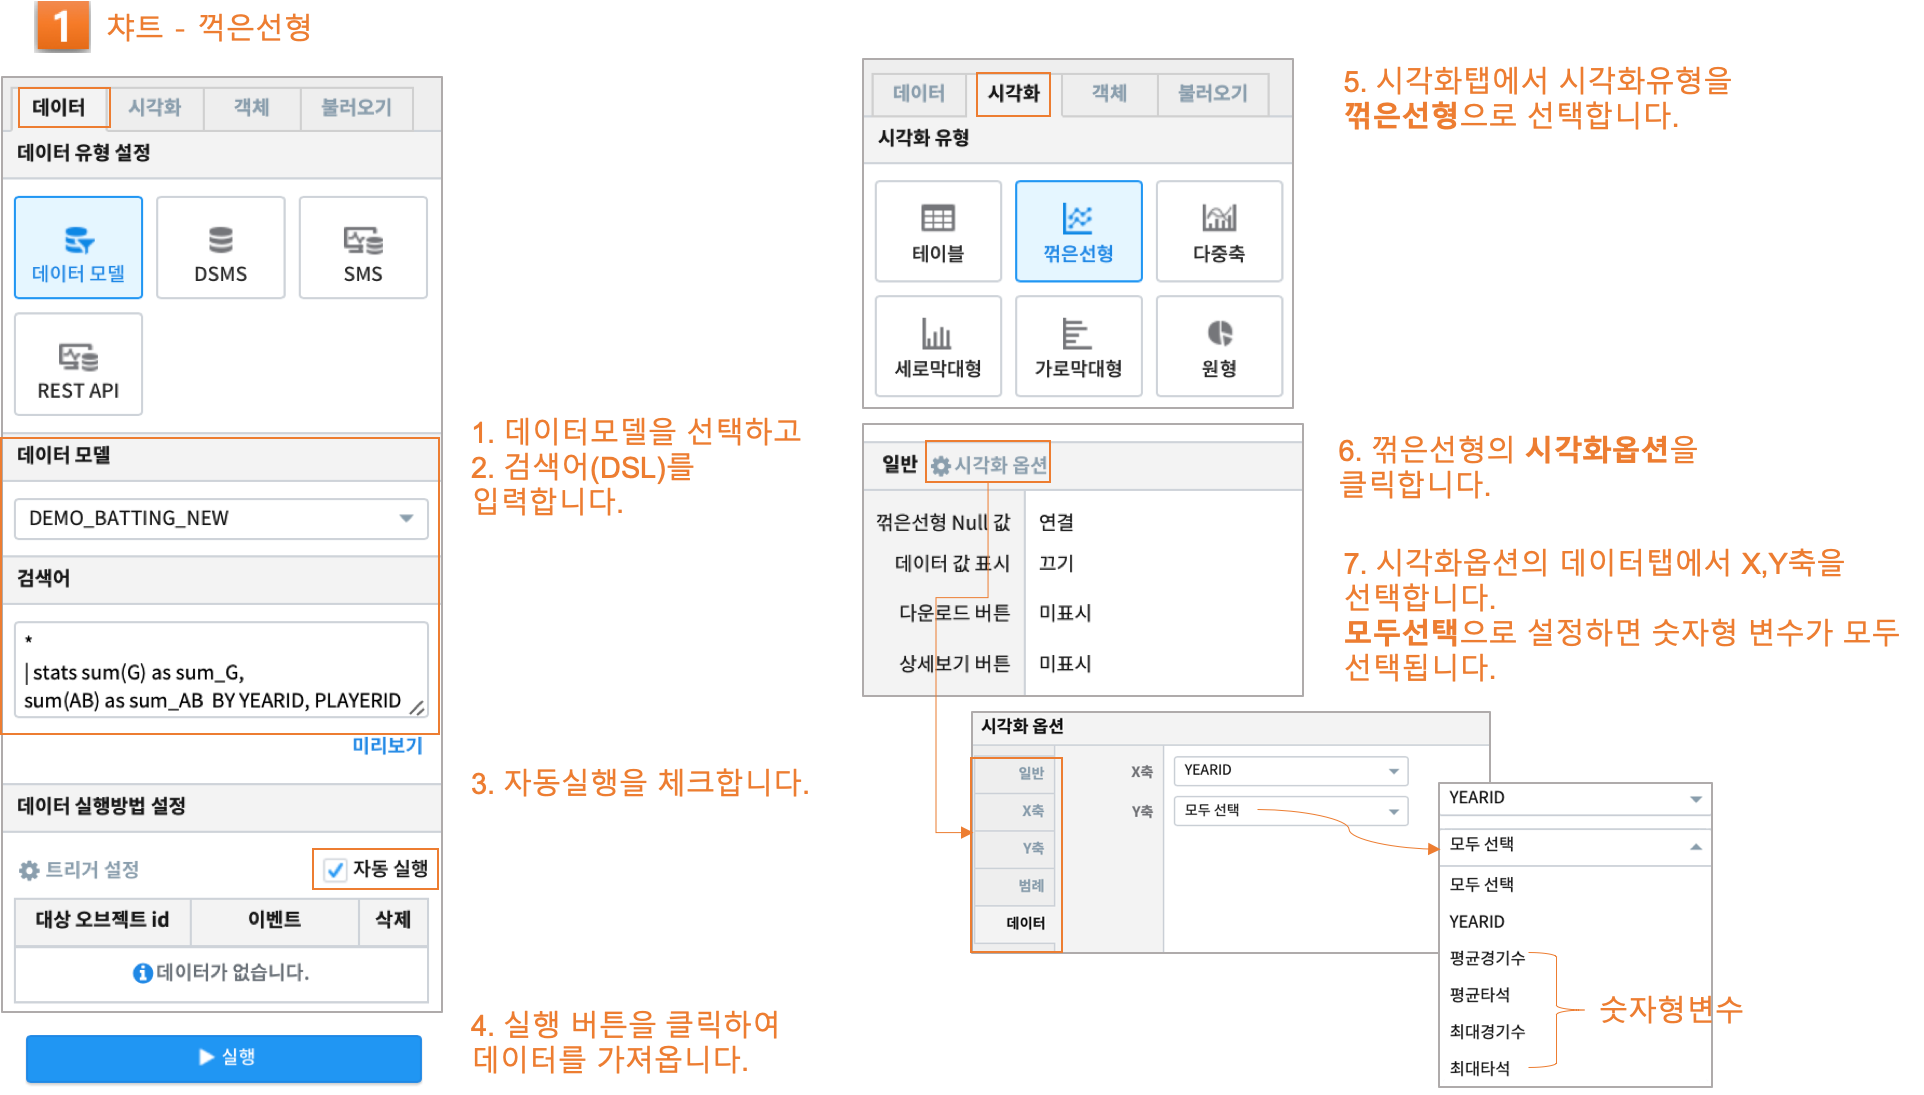 1 챠트 - 꺾은선형
데이터 시각화 객체 불러오기
데이터 유형 설정
데이터 모델 DSMS SMS
REST API
데이터 모델
DEMO_BATTING_NEW
검색어
*
| stats sum(G) as sum_G,
sum(AB) as sum_AB BY YEARID, PLAYERID
미리보기
데이터 실행방법 설정
트리거 설정 자동 실행
대상 오브젝트 id 이벤트 삭제
데이터가 없습니다.
실행
1. 데이터모델을 선택하고
2. 검색어(DSL)를
입력합니다.
3. 자동실행을 체크합니다.
4. 실행 버튼을 클릭하여
데이터를 가져옵니다.
데이터 시각화 객체 불러오기
시각화 유형
테이블 꺾은선형 다중축
세로막대형 가로막대형 원형
5. 시각화탭에서 시각화유형을
꺾은선형으로 선택합니다.
일반 시각화 옵션
꺾은선형 Null 값 연결
데이터 값 표시 끄기
다운로드 버튼 미표시
상세보기 버튼 미표시
6. 꺾은선형의 시각화옵션을
클릭합니다.
7. 시각화옵션의 데이터탭에서 X,Y축을
선택합니다.
모두선택으로 설정하면 숫자형 변수가 모두
선택됩니다.
시각화 옵션
일반
X축
Y축
범례
데이터
X축 YEARID
Y축 모두 선택
YEARID
모두 선택
모두 선택
YEARID
평균경기수
평균타석
최대경기수
최대타석
숫자형변수